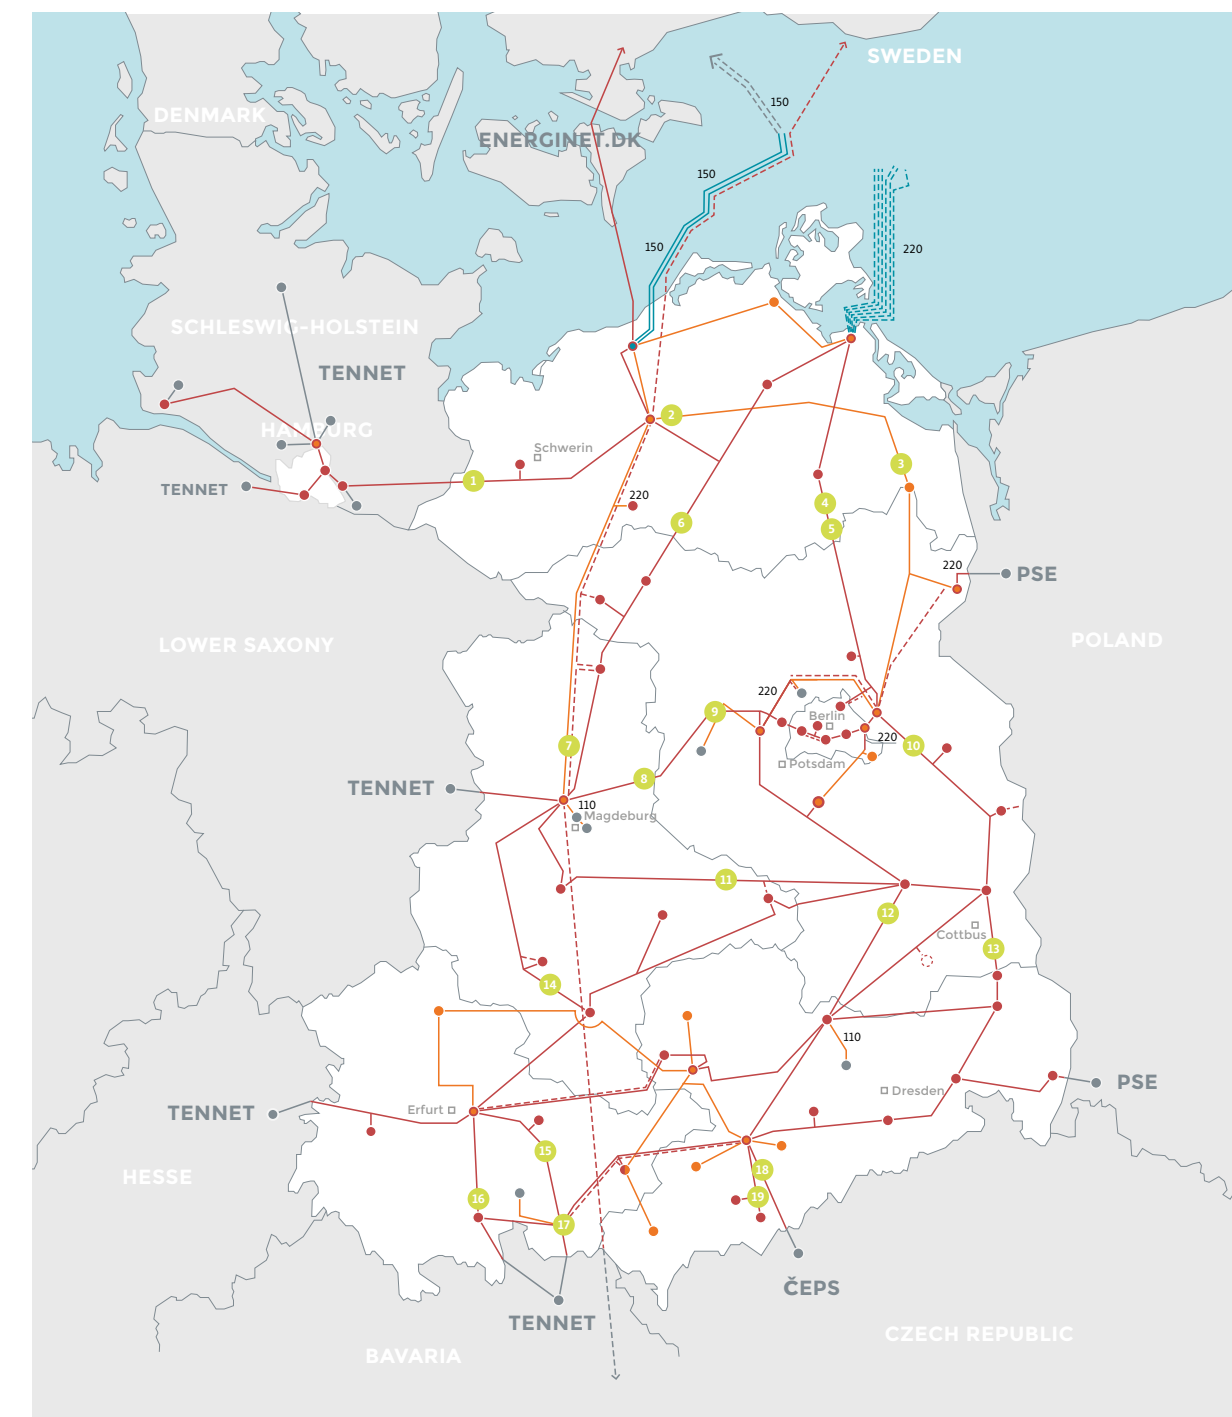 SWEDEN
150
DENMARK
ENERGINET.DK
150
150
220
SCHLESWIG-HOLSTEIN
TENNET
2
HAMBURG
Schwerin
3
1
TENNET
220
4
6
5
220
PSE
LOWER SAXONY
POLAND
220
9
Berlin
220
7
10
Potsdam
8
TENNET
110
Magdeburg
11
12
Cottbus
13
14
110
PSE
Dresden
Erfurt
TENNET
15
HESSE
18
16
19
17
ČEPS
TENNET
CZECH REPUBLIC
BAVARIA